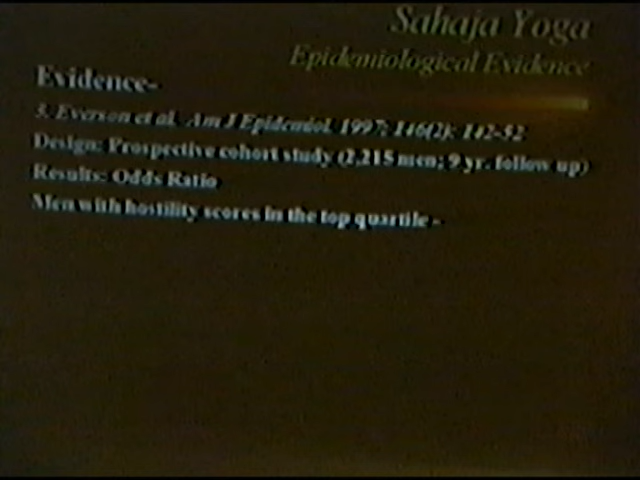 Sahaja Yoga
Epidemiological Evidence
Evidence-
3. Everson et al. Am J Epidemiol. 1997; 146(2): 142-52
Design: Prospective cohort study (2,215 men; 9 yr. follow up)
Results: Odds Ratio
Men with hostility scores in the top quartile -